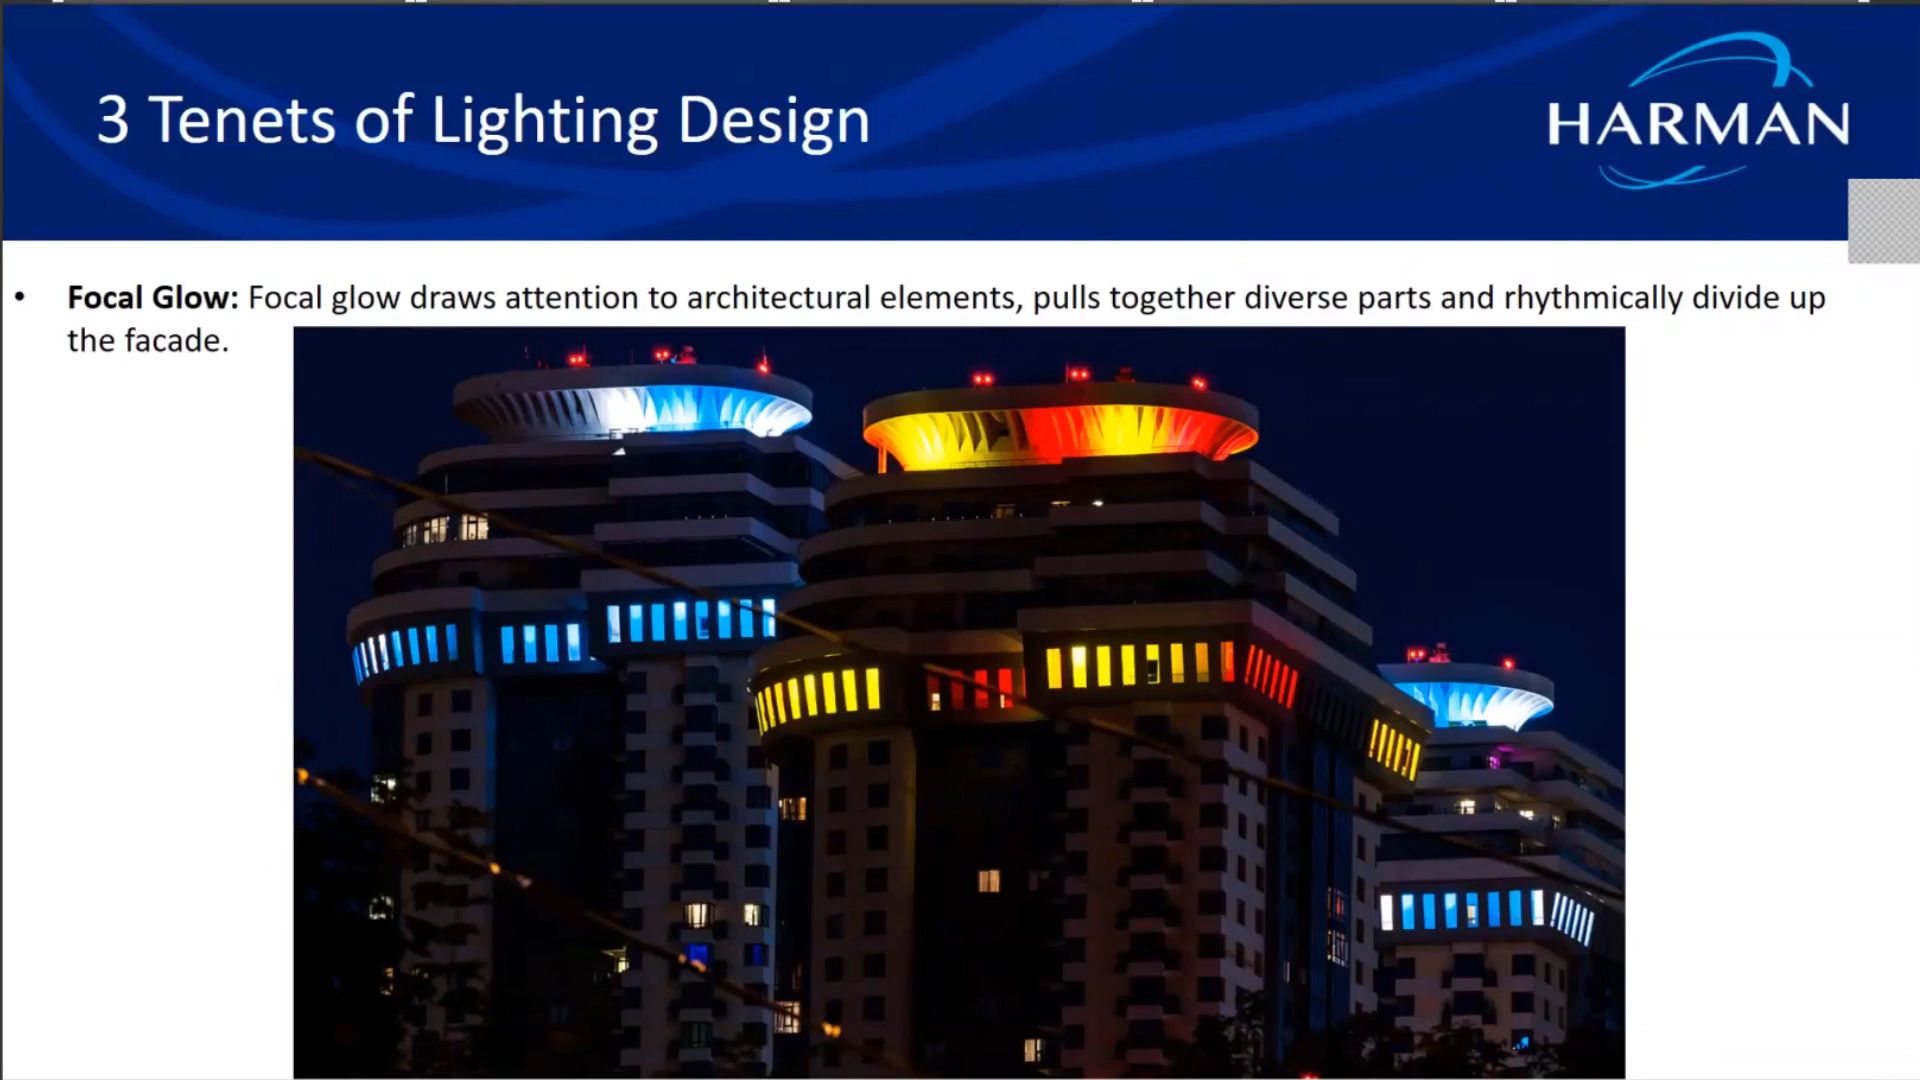 3 Tenets of Lighting Design
HARMAN
• Focal Glow: Focal glow draws attention to architectural elements, pulls together diverse parts and rhythmically divide up
the facade.